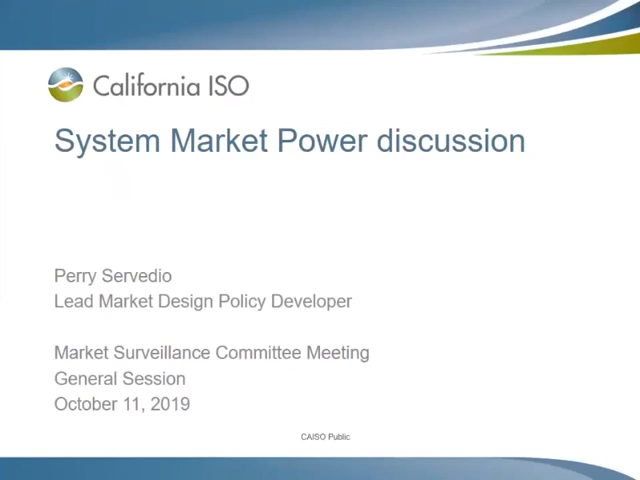 California ISO
System Market Power discussion
Perry Servedio
Lead Market Design Policy Developer
Market Surveillance Committee Meeting
General Session
October 11, 2019
CAISO Public